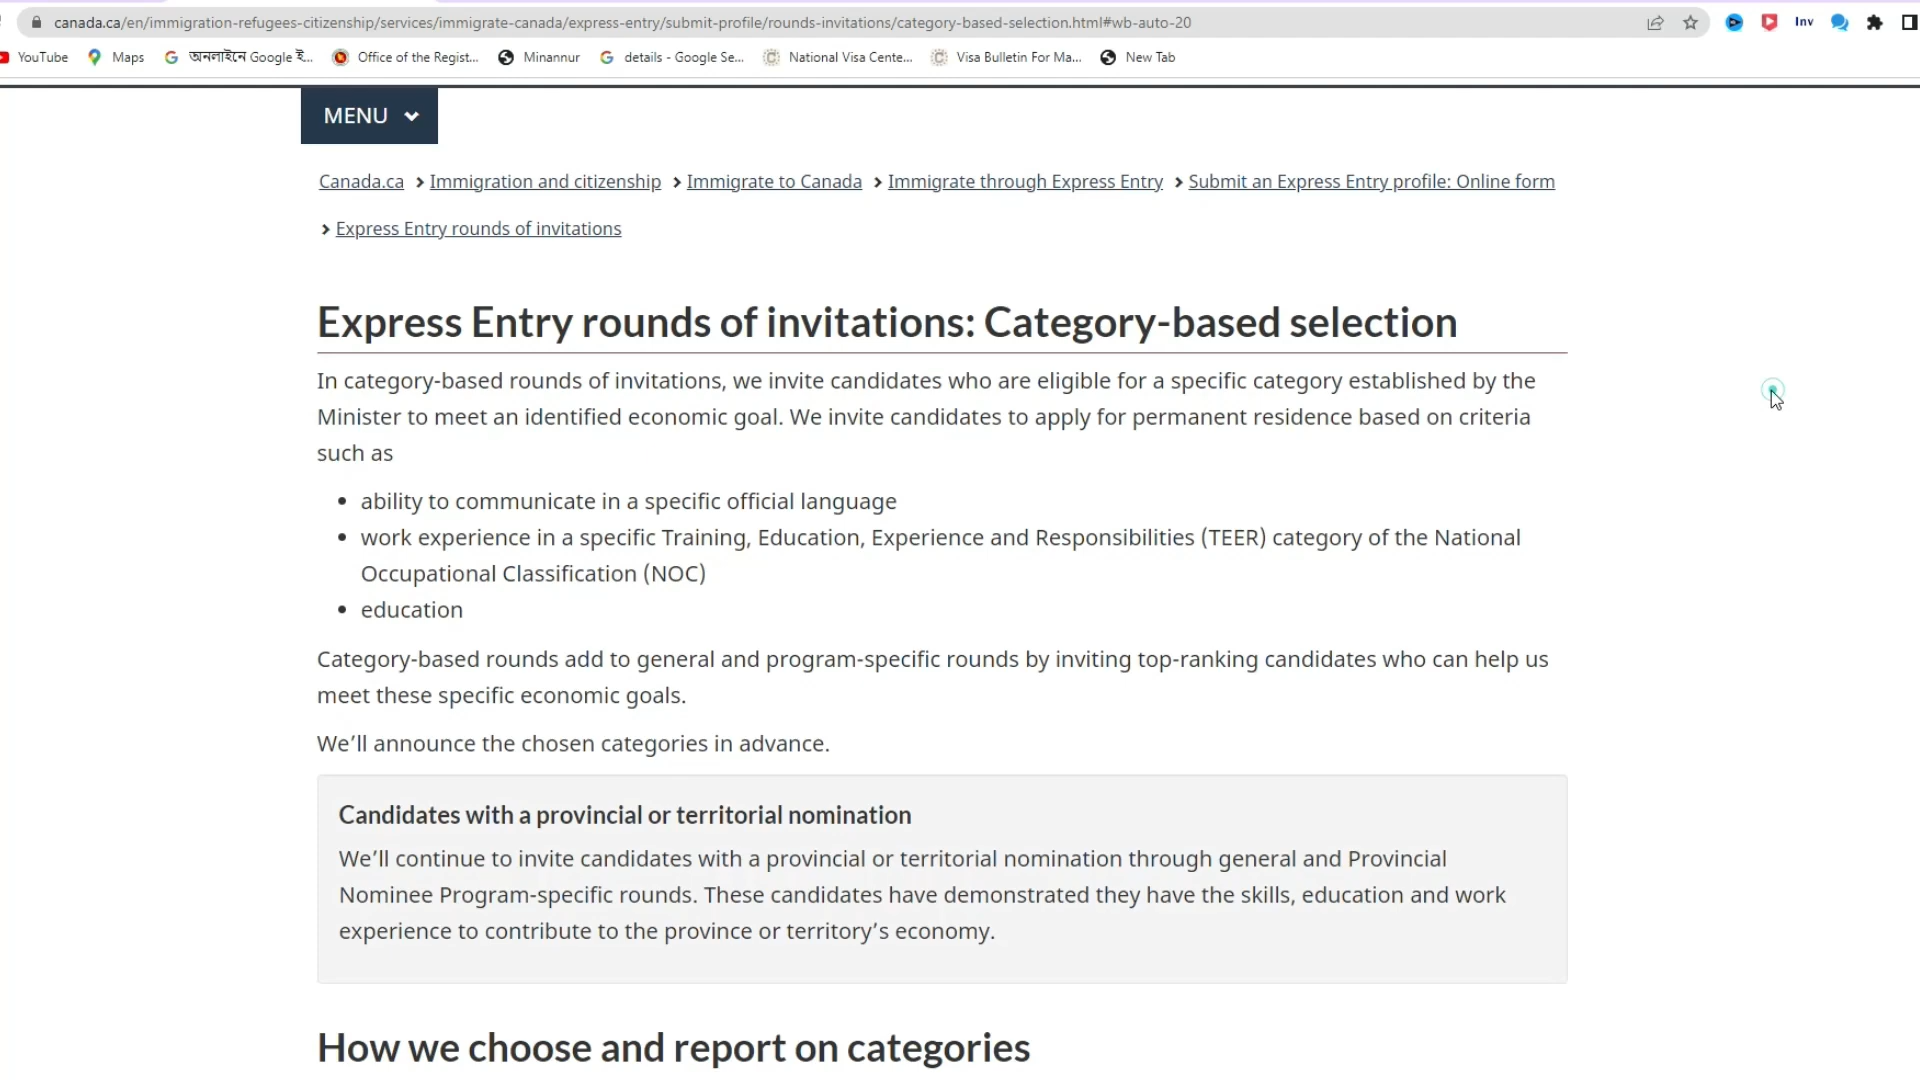 canada.ca/en/immigration-refugees-citizenship/services/immigrate-canada/express-entry/submit-profile/rounds-invitations/category-based-selection.html#wb-auto-20
Inv
YouTube Maps অনলাইনে Google ই... Office of the Regist... Minannur details - Google Se... National Visa Cente... Visa Bulletin For Ma... New Tab
MENU
Canada.ca > Immigration and citizenship > Immigrate to Canada > Immigrate through Express Entry > Submit an Express Entry profile: Online form
> Express Entry rounds of invitations
Express Entry rounds of invitations: Category-based selection
In category-based rounds of invitations, we invite candidates who are eligible for a specific category established by the
Minister to meet an identified economic goal. We invite candidates to apply for permanent residence based on criteria
such as
• ability to communicate in a specific official language
• work experience in a specific Training, Education, Experience and Responsibilities (TEER) category of the National
Occupational Classification (NOC)
• education
Category-based rounds add to general and program-specific rounds by inviting top-ranking candidates who can help us
meet these specific economic goals.
We’ll announce the chosen categories in advance.
Candidates with a provincial or territorial nomination
We’ll continue to invite candidates with a provincial or territorial nomination through general and Provincial
Nominee Program-specific rounds. These candidates have demonstrated they have the skills, education and work
experience to contribute to the province or territory’s economy.
How we choose and report on categories